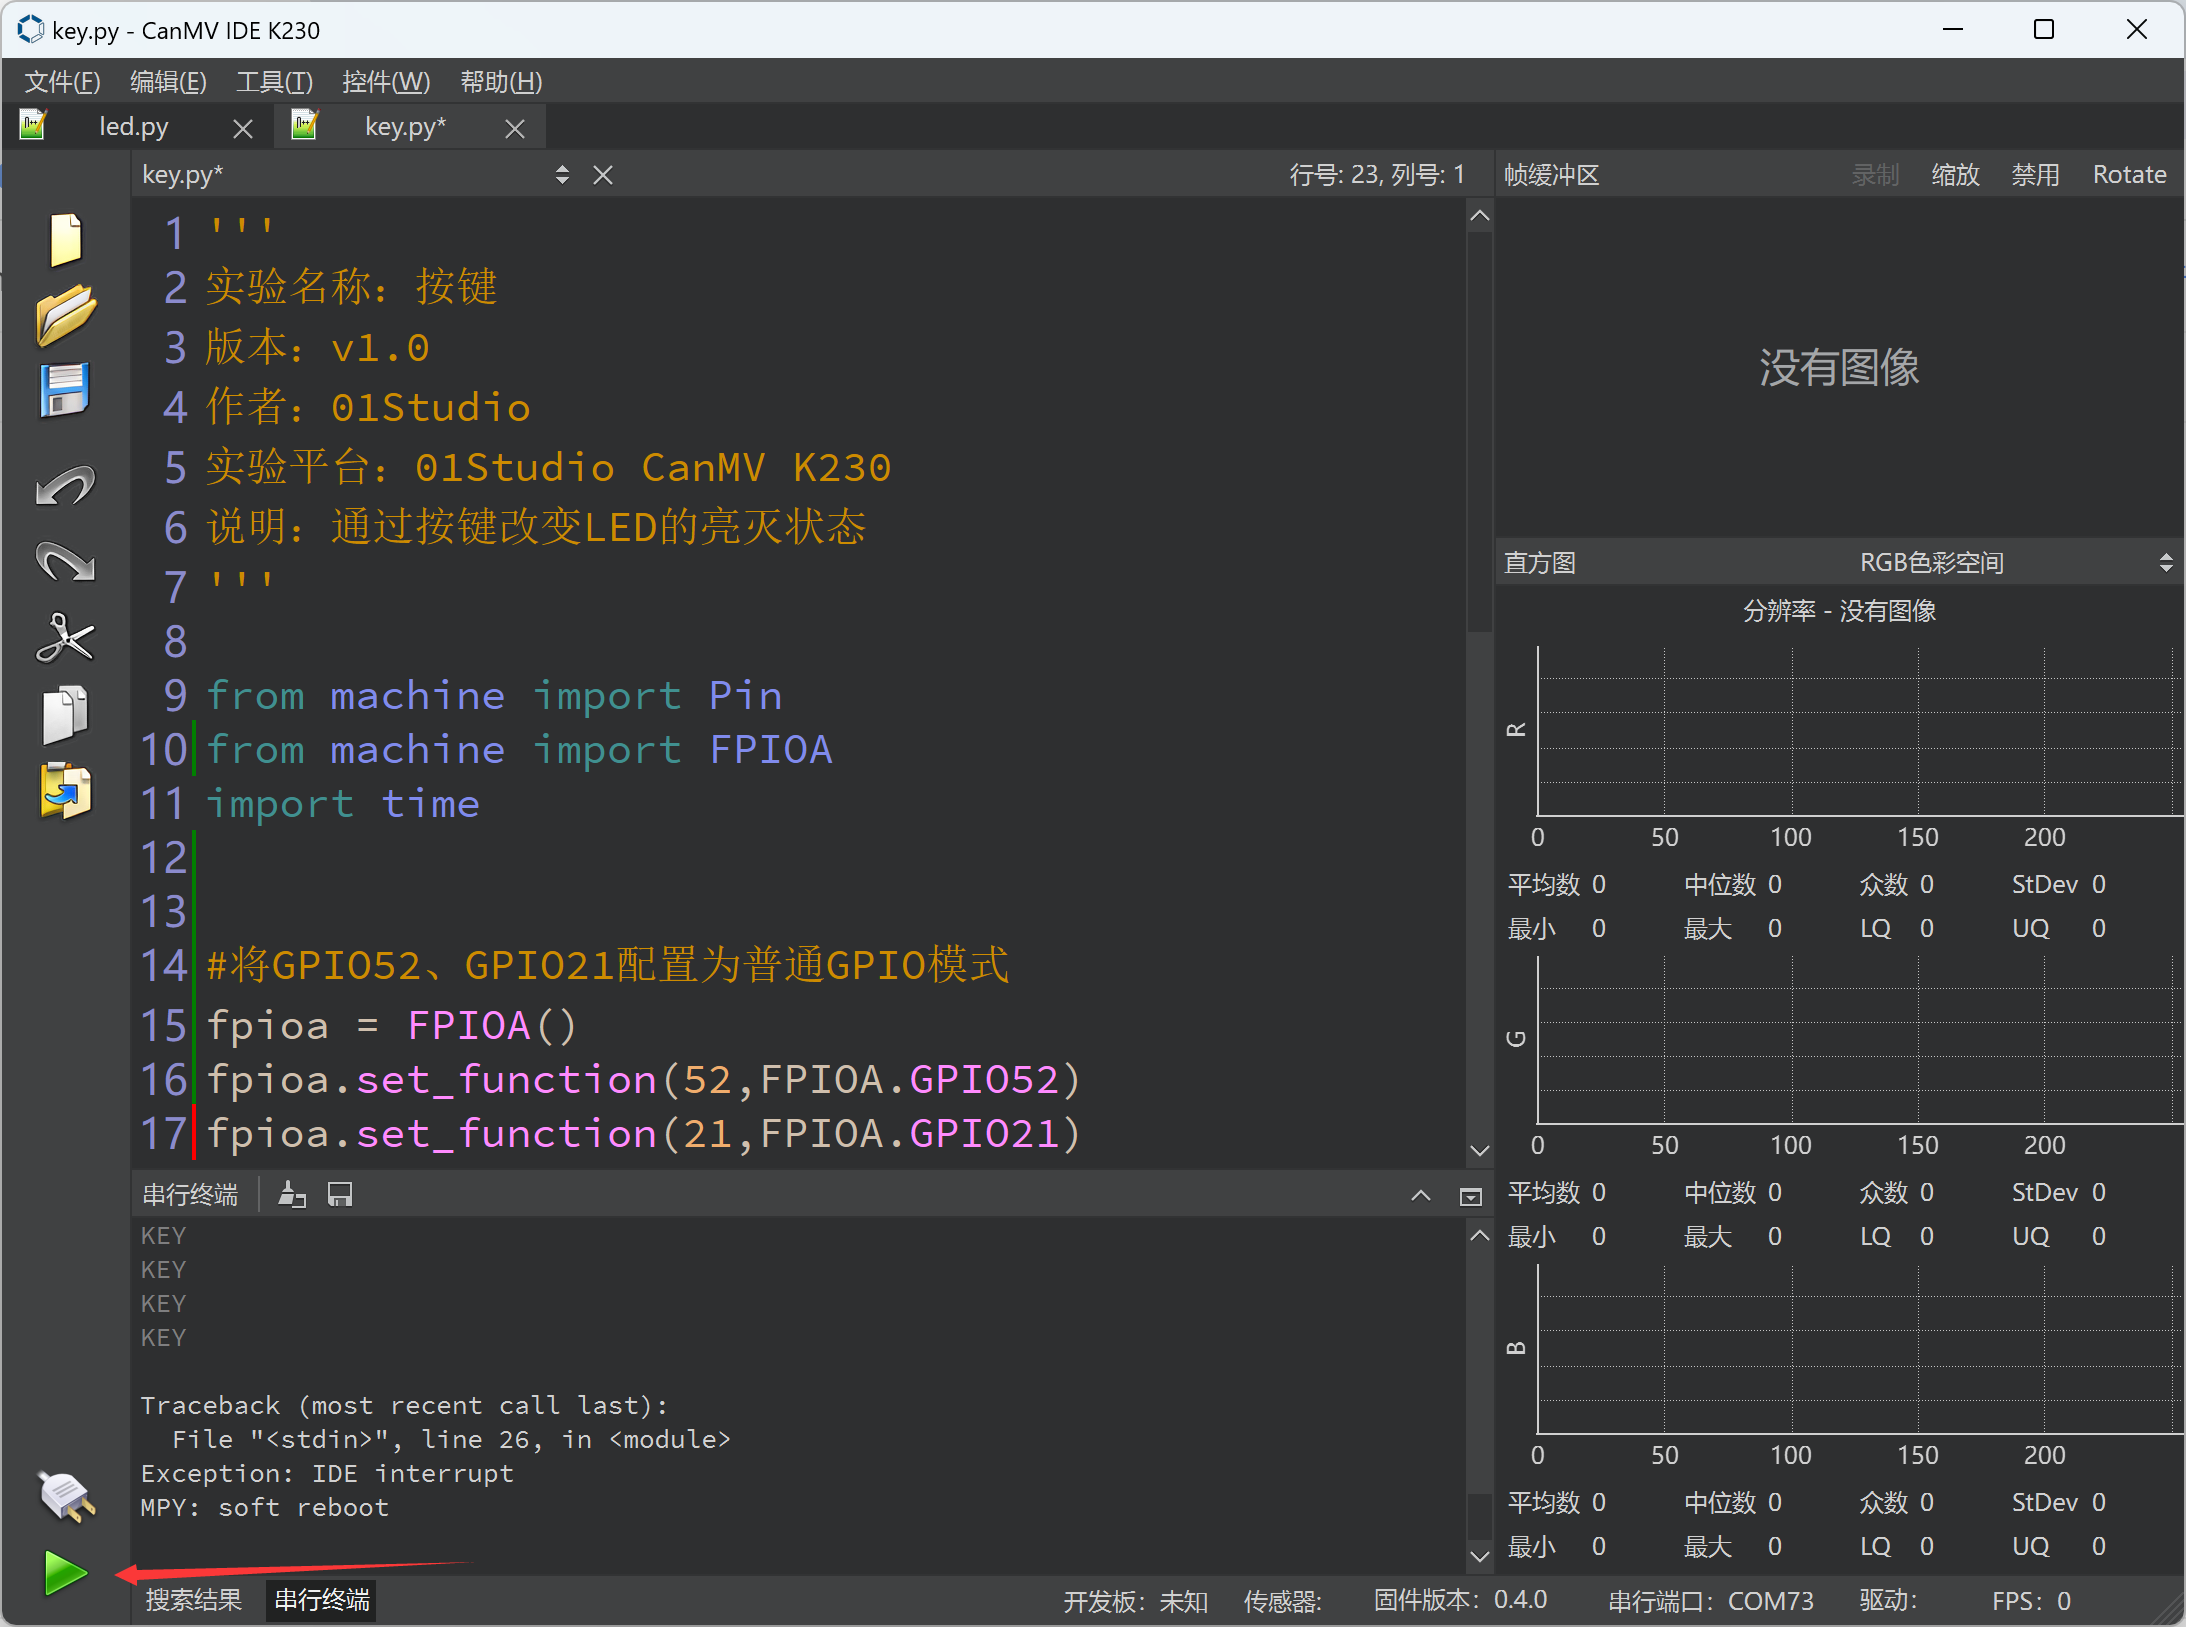 key.py - CanMV IDE K230
文件(F) 编辑(E) 工具(T) 控件(W) 帮助(H)
led.py key.py*
key.py* 行号: 23, 列号: 1
1 '''
2 实验名称：按键
3 版本：v1.0
4 作者：01Studio
5 实验平台：01Studio CanMV K230
6 说明：通过按键改变LED的亮灭状态
7 '''
8
9 from machine import Pin
10 from machine import FPIOA
11 import time
12
13
14 #将GPIO52、GPIO21配置为普通GPIO模式
15 fpioa = FPIOA()
16 fpioa.set_function(52,FPIOA.GPIO52)
17 fpioa.set_function(21,FPIOA.GPIO21)
串行终端
KEY
KEY
KEY
KEY
Traceback (most recent call last):
  File "<stdin>", line 26, in <module>
Exception: IDE interrupt
MPY: soft reboot
搜索结果 串行终端
帧缓冲区 录制 缩放 禁用 Rotate
没有图像
直方图 RGB色彩空间
分辨率 - 没有图像
R
0 50 100 150 200
平均数 0 中位数 0 众数 0 StDev 0
最小 0 最大 0 LQ 0 UQ 0
G
0 50 100 150 200
平均数 0 中位数 0 众数 0 StDev 0
最小 0 最大 0 LQ 0 UQ 0
B
0 50 100 150 200
平均数 0 中位数 0 众数 0 StDev 0
最小 0 最大 0 LQ 0 UQ 0
开发板：未知 传感器: 固件版本：0.4.0 串行端口：COM73 驱动： FPS：0